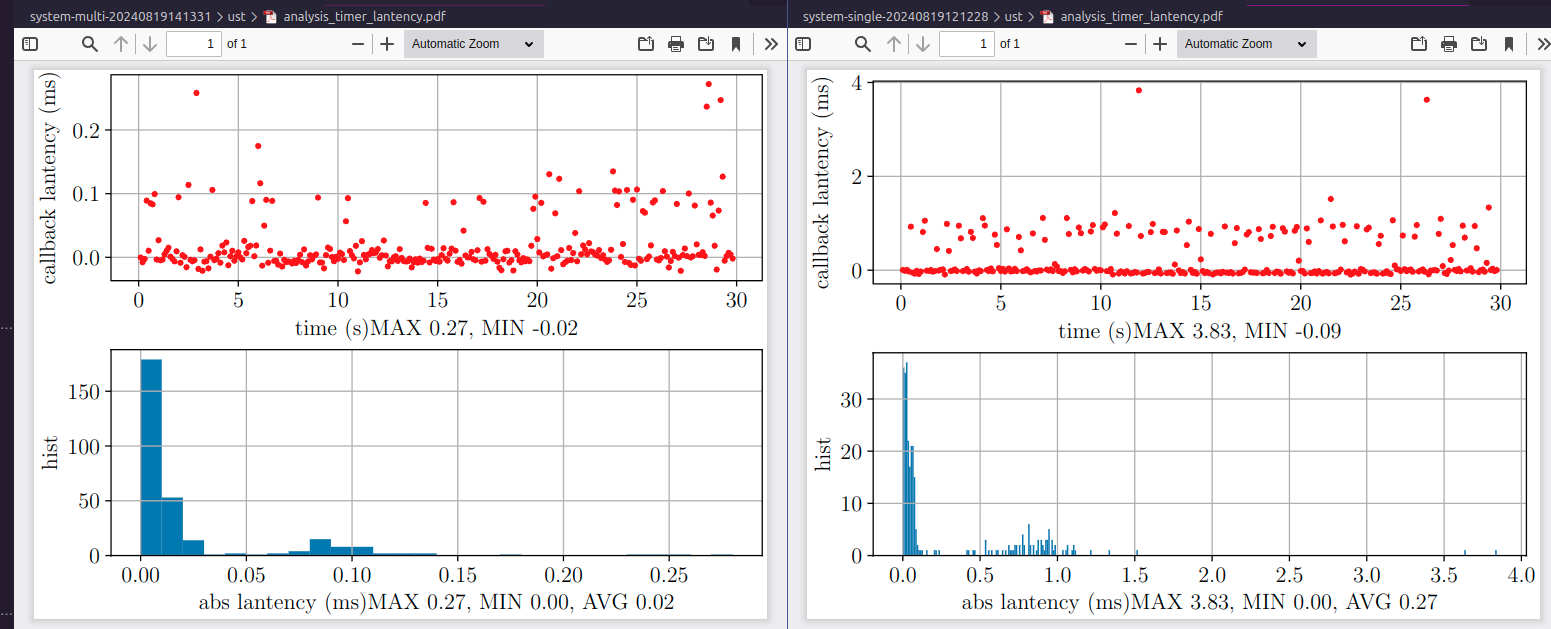 system-multi-20240819141331 > ust > analysis_timer_lantency.pdf
1 of 1
Automatic Zoom
callback lantency (ms)
0.2
0.1
0.0
0 5 10 15 20 25 30
time (s)MAX 0.27, MIN -0.02
hist
150
100
50
0
0.00 0.05 0.10 0.15 0.20 0.25
abs lantency (ms)MAX 0.27, MIN 0.00, AVG 0.02
system-single-20240819121228 > ust > analysis_timer_lantency.pdf
1 of 1
Automatic Zoom
callback lantency (ms)
4
2
0
0 5 10 15 20 25 30
time (s)MAX 3.83, MIN -0.09
hist
30
20
10
0
0.0 0.5 1.0 1.5 2.0 2.5 3.0 3.5 4.0
abs lantency (ms)MAX 3.83, MIN 0.00, AVG 0.27